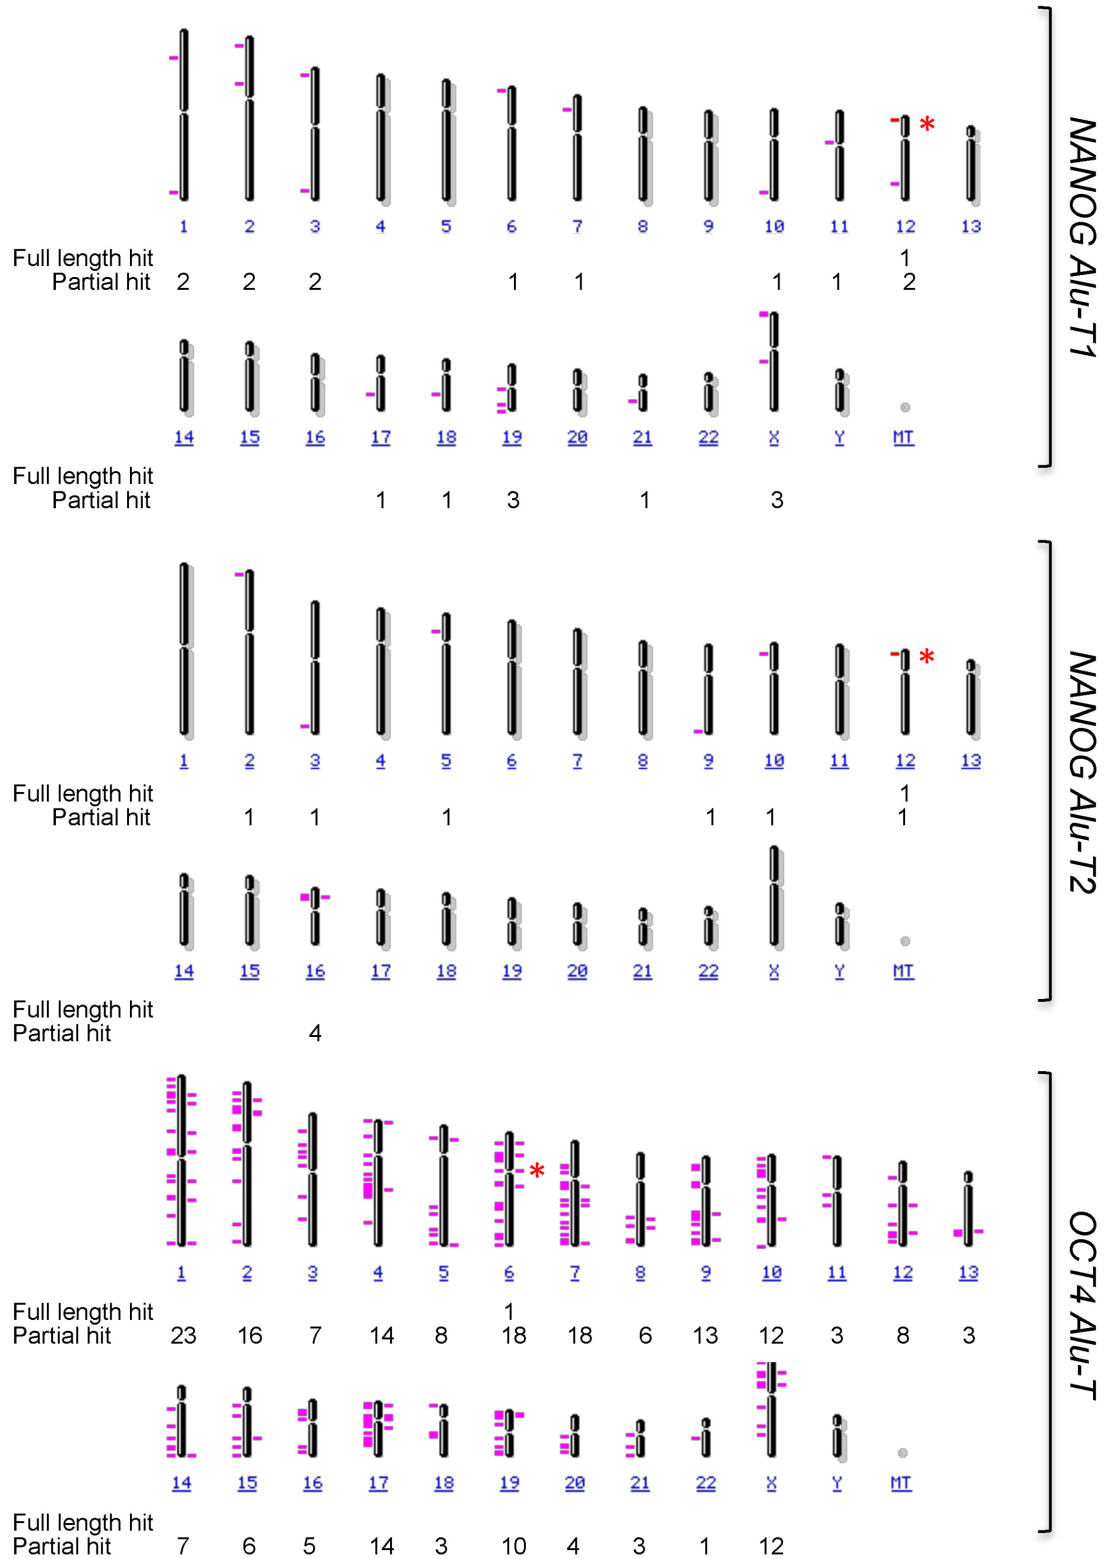 1 2 3 4 5 6 7 8 9 10 11 12 13
*
Full length hit 1
Partial hit 2 2 2 1 1 1 1 2
14 15 16 17 18 19 20 21 22 X Y MT
Full length hit
Partial hit 1 1 3 1 3
NANOG Alu-T1
*
1 2 3 4 5 6 7 8 9 10 11 12 13
Full length hit 1
Partial hit 1 1 1 1 1 1
14 15 16 17 18 19 20 21 22 X Y MT
Full length hit
Partial hit 4
NANOG Alu-T2
*
1 2 3 4 5 6 7 8 9 10 11 12 13
Full length hit 1
Partial hit 23 16 7 14 8 18 18 6 13 12 3 8 3
14 15 16 17 18 19 20 21 22 X Y MT
Full length hit
Partial hit 7 6 5 14 3 10 4 3 1 12
OCT4 Alu-T